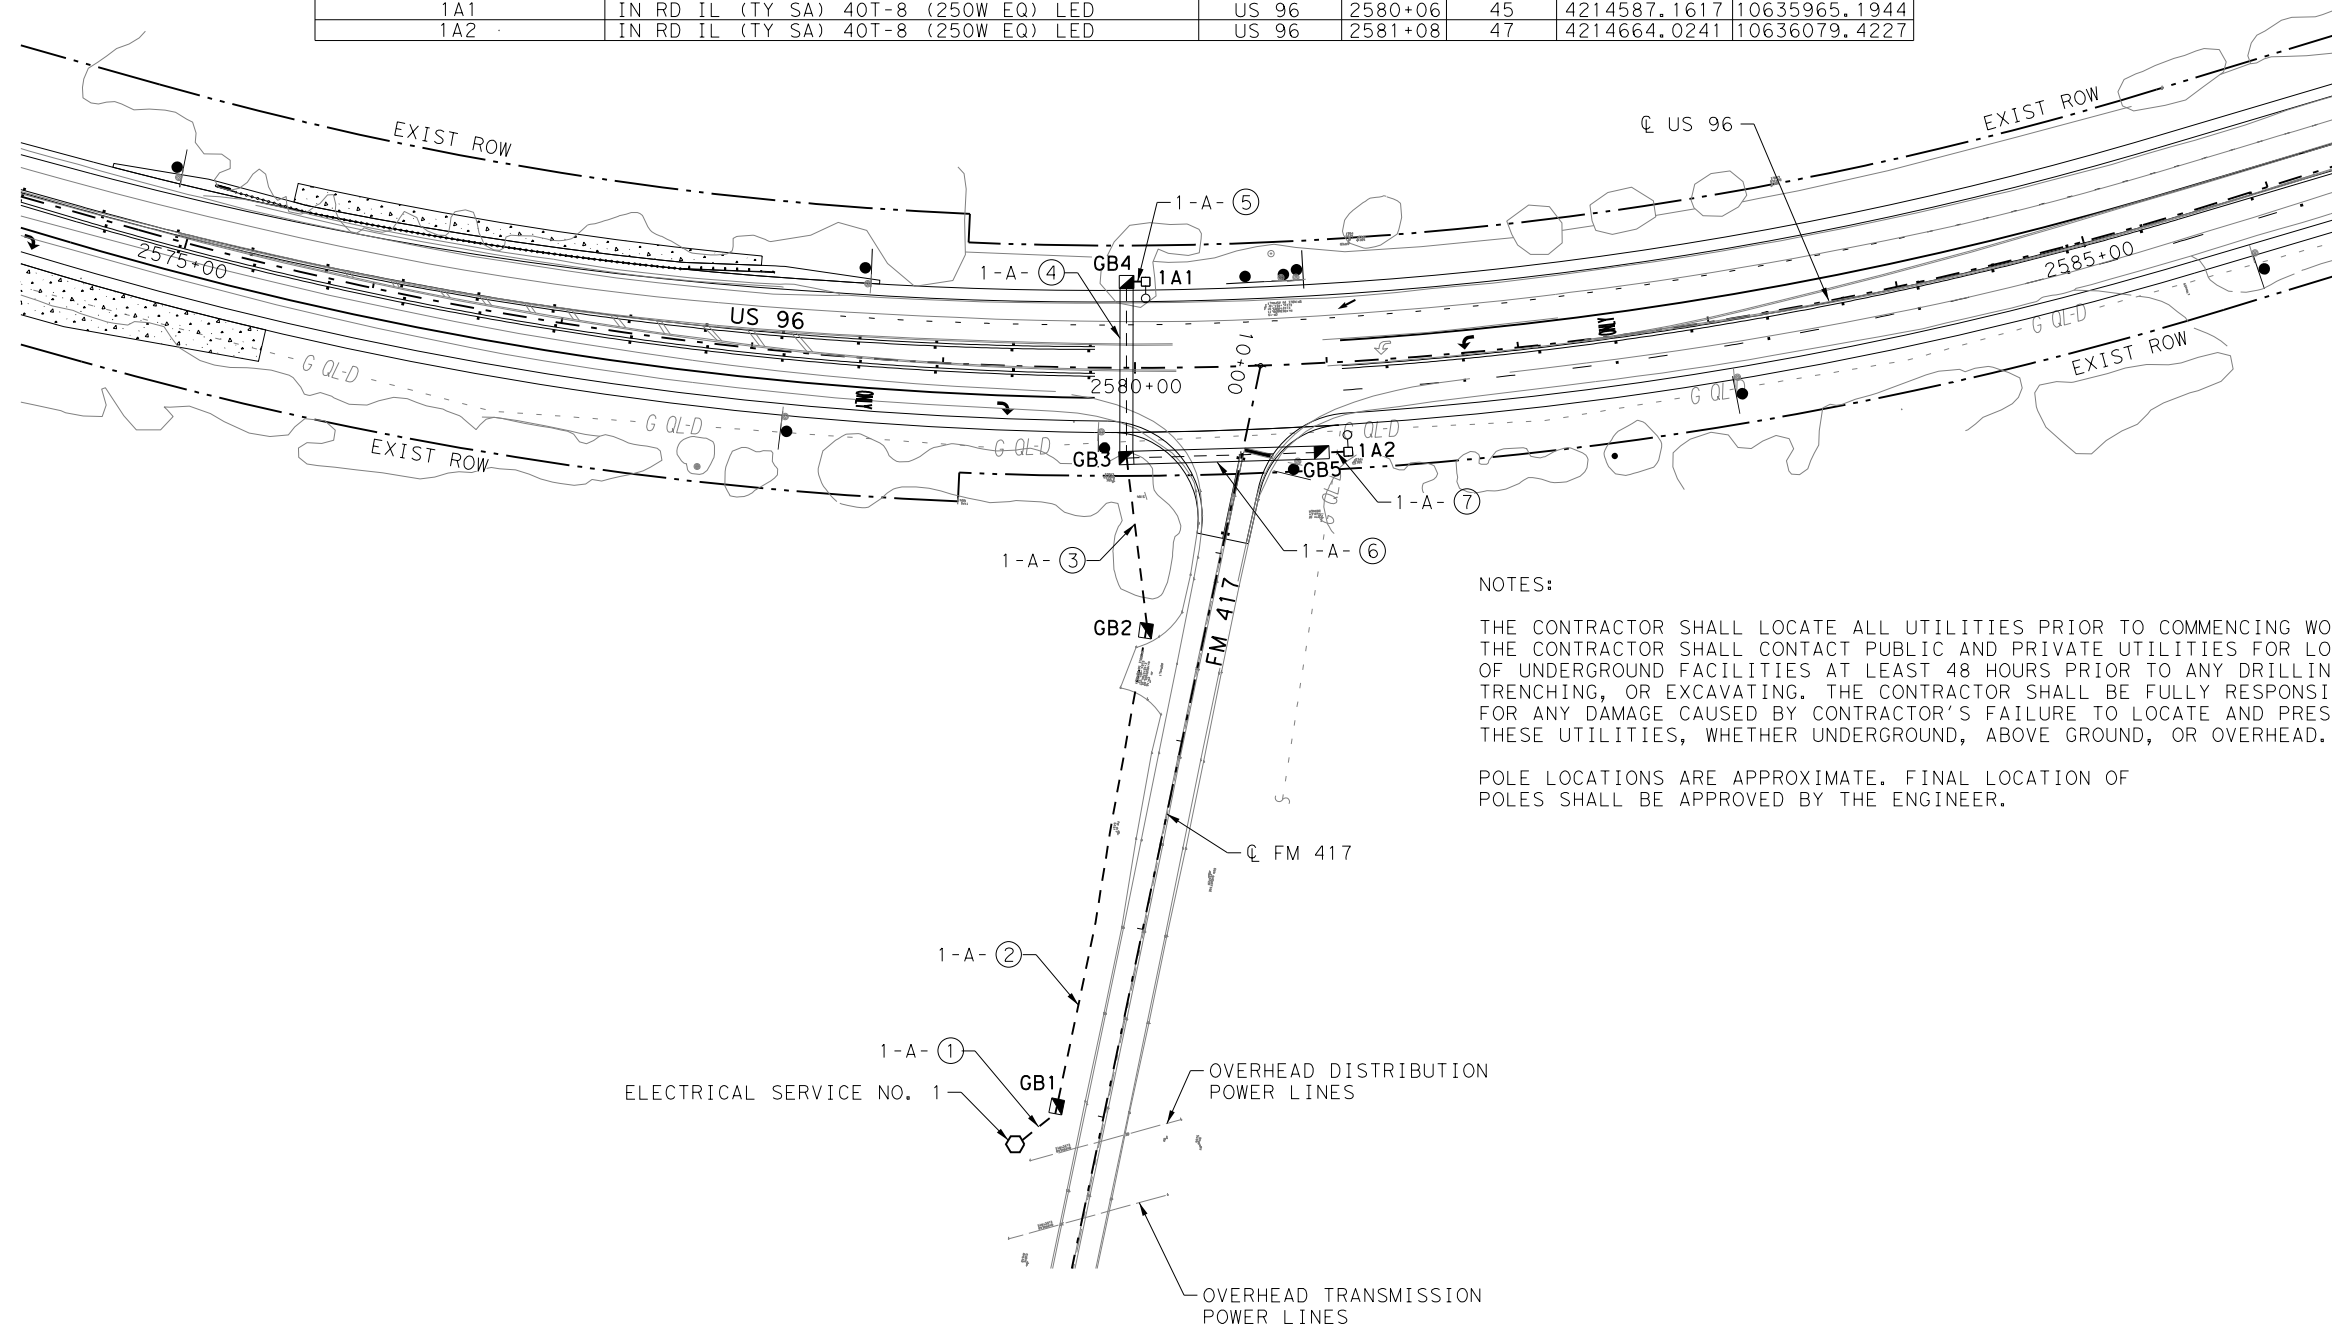 1A1 IN RD IL (TY SA) 40T-8 (250W EQ) LED US 96 2580+06 45 4214587.1617 10635965.1944
1A2 IN RD IL (TY SA) 40T-8 (250W EQ) LED US 96 2581+08 47 4214664.0241 10636079.4227
EXIST ROW
℄ US 96
EXIST ROW
1-A-5
2575+00
2585+00
1-A-4
GB4
1A1
US 96
ONLY
G QL-D
10+00
EXIST ROW
G QL-D
2580+00
ONLY
G QL-D
G QL-D
G QL-D
G QL-D
EXIST ROW
GB3
1A2
GB5
G QL-D
1-A-7
1-A-3
1-A-6
NOTES:
GB2
FM 417
THE CONTRACTOR SHALL LOCATE ALL UTILITIES PRIOR TO COMMENCING WO
THE CONTRACTOR SHALL CONTACT PUBLIC AND PRIVATE UTILITIES FOR LO
OF UNDERGROUND FACILITIES AT LEAST 48 HOURS PRIOR TO ANY DRILLIN
TRENCHING, OR EXCAVATING. THE CONTRACTOR SHALL BE FULLY RESPONSI
FOR ANY DAMAGE CAUSED BY CONTRACTOR'S FAILURE TO LOCATE AND PRES
THESE UTILITIES, WHETHER UNDERGROUND, ABOVE GROUND, OR OVERHEAD.
POLE LOCATIONS ARE APPROXIMATE. FINAL LOCATION OF
POLES SHALL BE APPROVED BY THE ENGINEER.
℄ FM 417
1-A-2
1-A-1
GB1
ELECTRICAL SERVICE NO. 1
OVERHEAD DISTRIBUTION
POWER LINES
OVERHEAD TRANSMISSION
POWER LINES